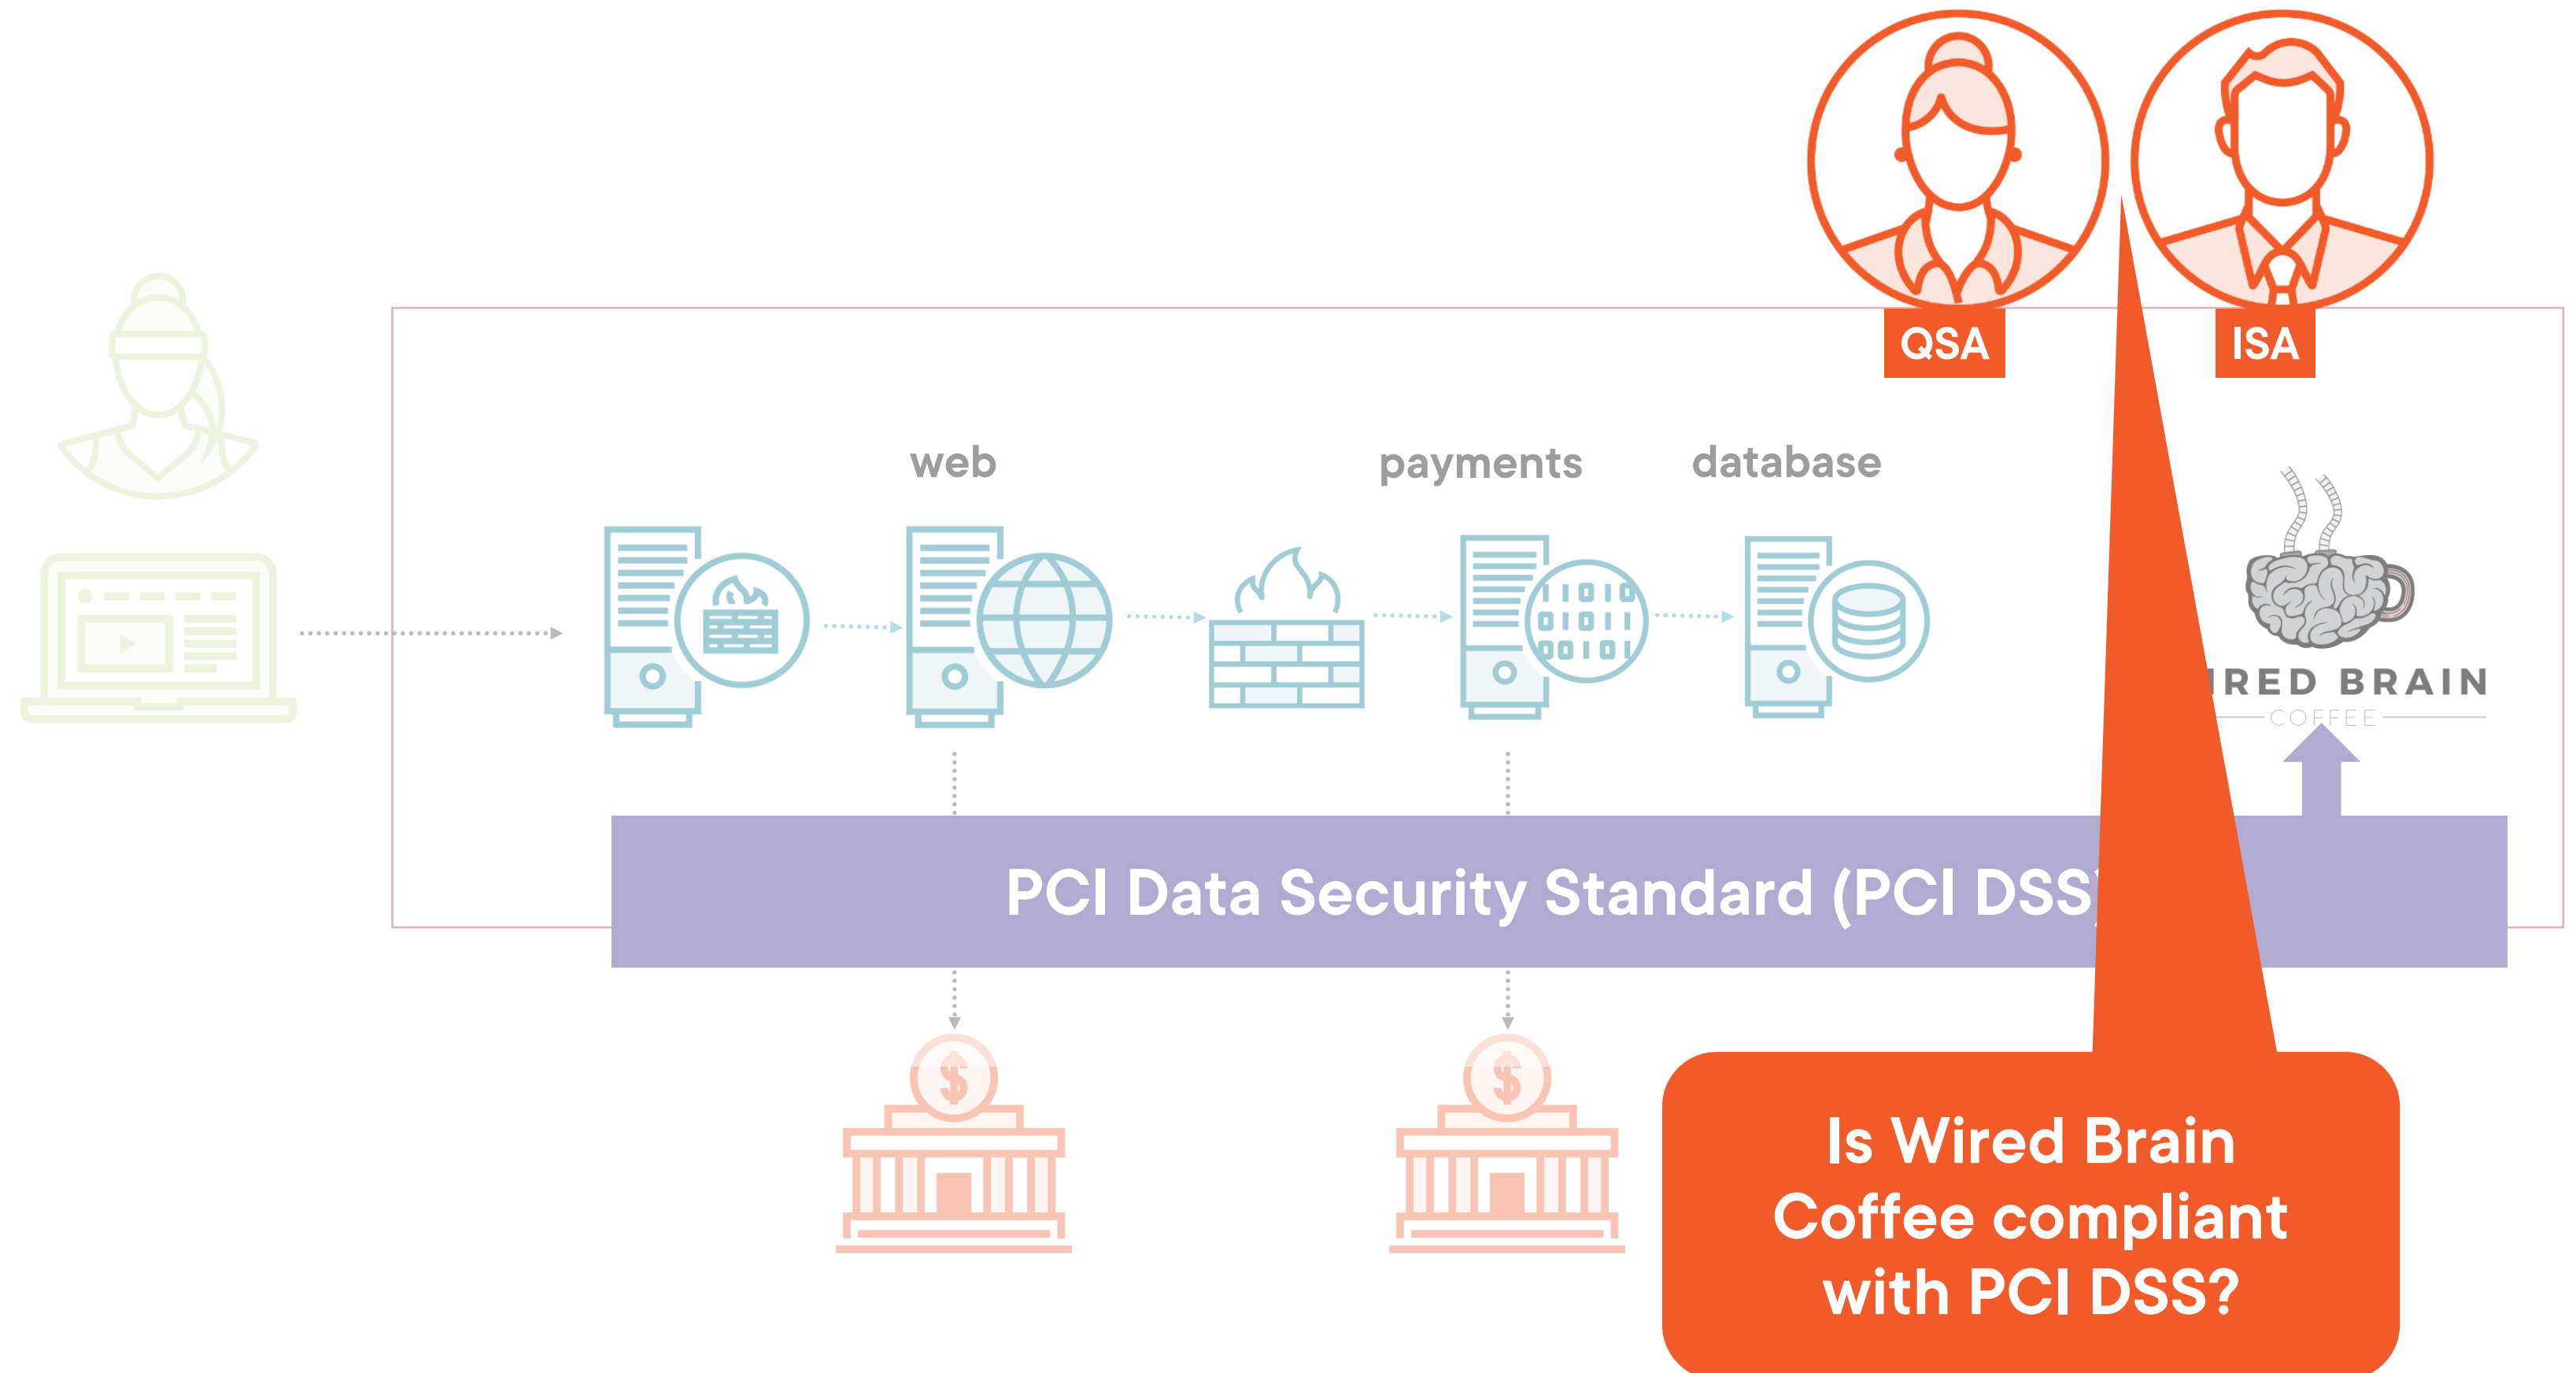 QSA
ISA
web
payments
database
IRED BRAIN
COFFEE
PCI Data Security Standard (PCI DSS)
Is Wired Brain
Coffee compliant
with PCI DSS?